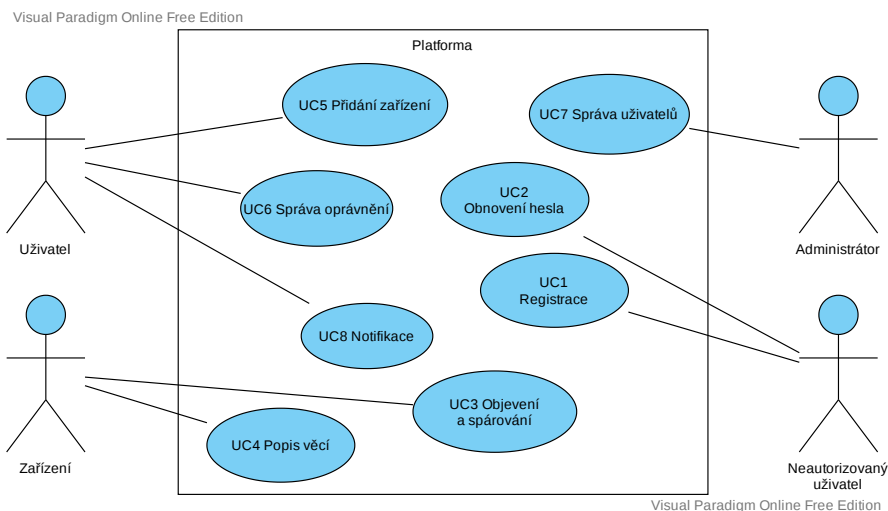 Visual Paradigm Online Free Edition
Platforma
UC5 Přidání zařízení
UC7 Správa uživatelů
UC6 Správa oprávnění
UC2
Obnovení hesla
Uživatel
Administrátor
UC1
Registrace
UC8 Notifikace
UC3 Objevení
a spárování
UC4 Popis věcí
Zařízení
Neautorizovaný
uživatel
Visual Paradigm Online Free Edition